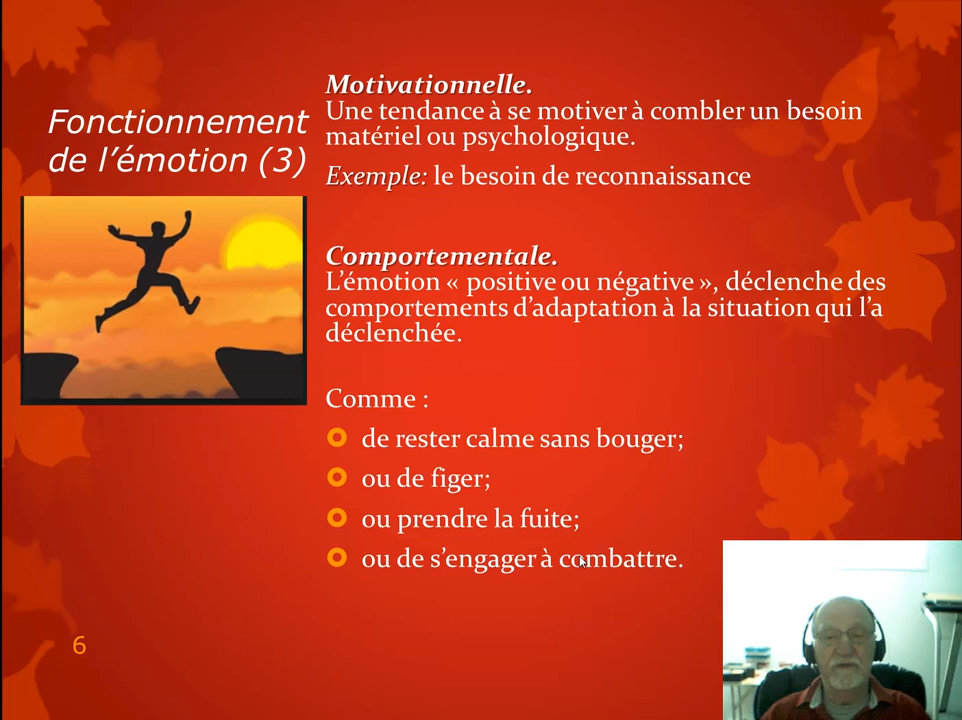 Fonctionnement
de l’émotion (3)
Motivationnelle.
Une tendance à se motiver à combler un besoin
matériel ou psychologique.
Exemple: le besoin de reconnaissance
Comportementale.
L’émotion « positive ou négative », déclenche des
comportements d’adaptation à la situation qui l’a
déclenchée.
Comme :
de rester calme sans bouger;
ou de figer;
ou prendre la fuite;
ou de s’engager à combattre.
6